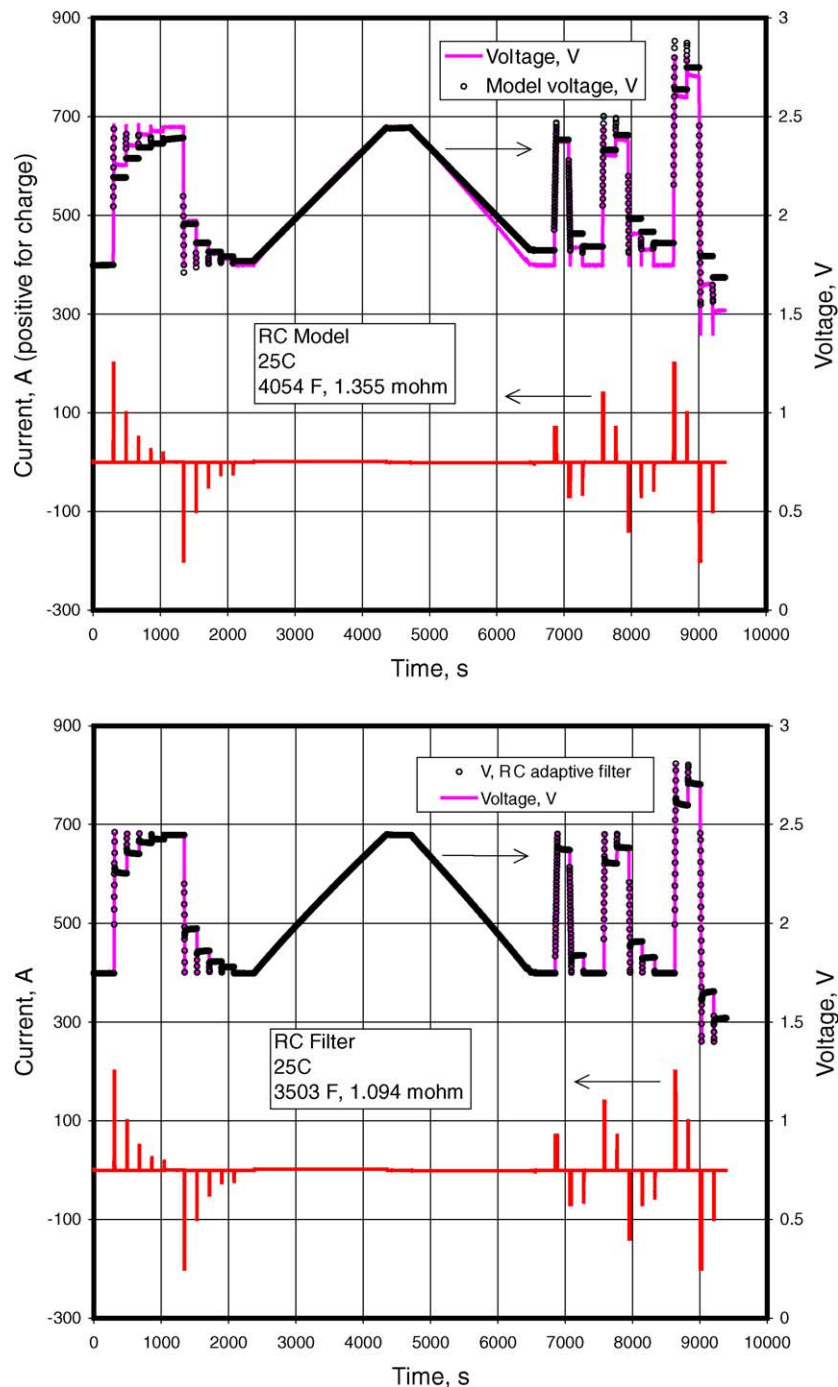 900
700
500
300
100
-100
-300
Current, A (positive for charge)
3
2.5
2
1.5
1
0.5
0
Voltage, V
Voltage, V
Model voltage, V
RC Model
25C
4054 F, 1.355 mohm
0 1000 2000 3000 4000 5000 6000 7000 8000 9000 10000
Time, s
900
700
500
300
100
-100
-300
Current, A
3
2.5
2
1.5
1
0.5
0
Voltage, V
V, RC adaptive filter
Voltage, V
RC Filter
25C
3503 F, 1.094 mohm
0 1000 2000 3000 4000 5000 6000 7000 8000 9000 10000
Time, s